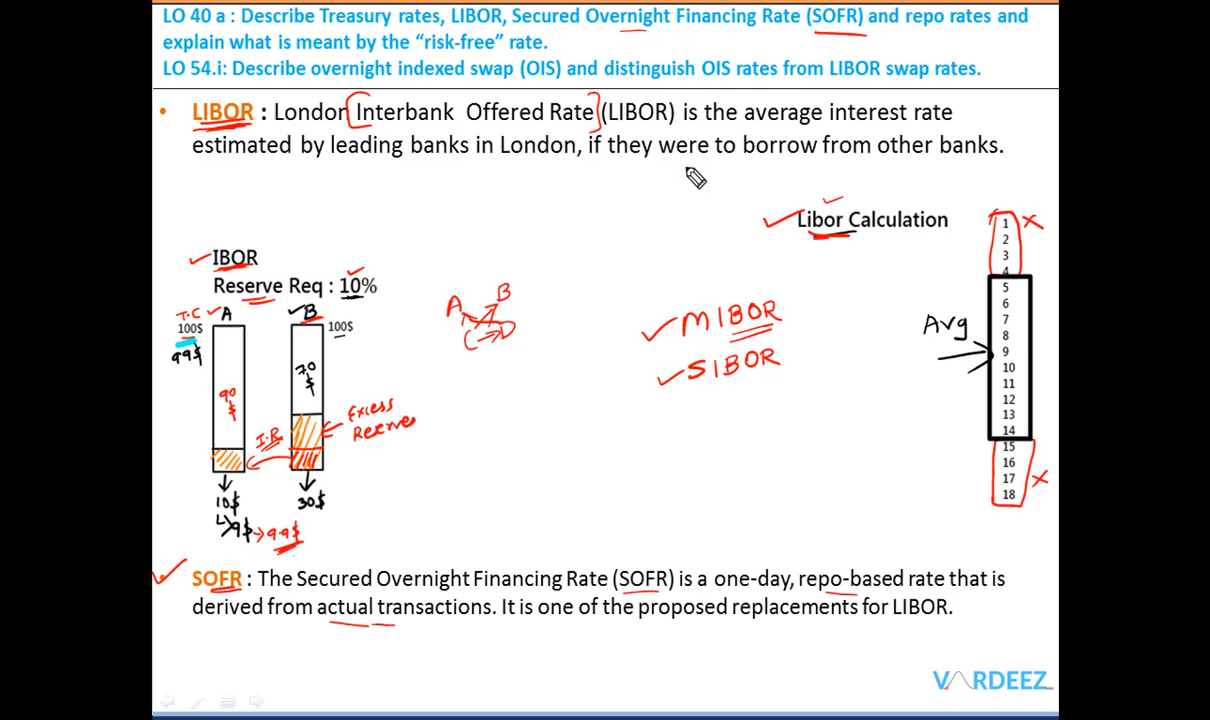 LO 40 a : Describe Treasury rates, LIBOR, Secured Overnight Financing Rate (SOFR) and repo rates and
explain what is meant by the “risk-free” rate.
LO 54.i: Describe overnight indexed swap (OIS) and distinguish OIS rates from LIBOR swap rates.
• LIBOR : London Interbank Offered Rate (LIBOR) is the average interest rate
estimated by leading banks in London, if they were to borrow from other banks.
Libor Calculation
IBOR
Reserve Req : 10%
T.C A B
100$ 100$
99$
90 $
70 $
Excess
Reerve
I.R
10$ 30$
9$ → 99$
A B
C D
MIBOR
SIBOR
Avg
1
2
3
4
5
6
7
8
9
10
11
12
13
14
15
16
17
18
SOFR : The Secured Overnight Financing Rate (SOFR) is a one-day, repo-based rate that is
derived from actual transactions. It is one of the proposed replacements for LIBOR.
VARDEEZ